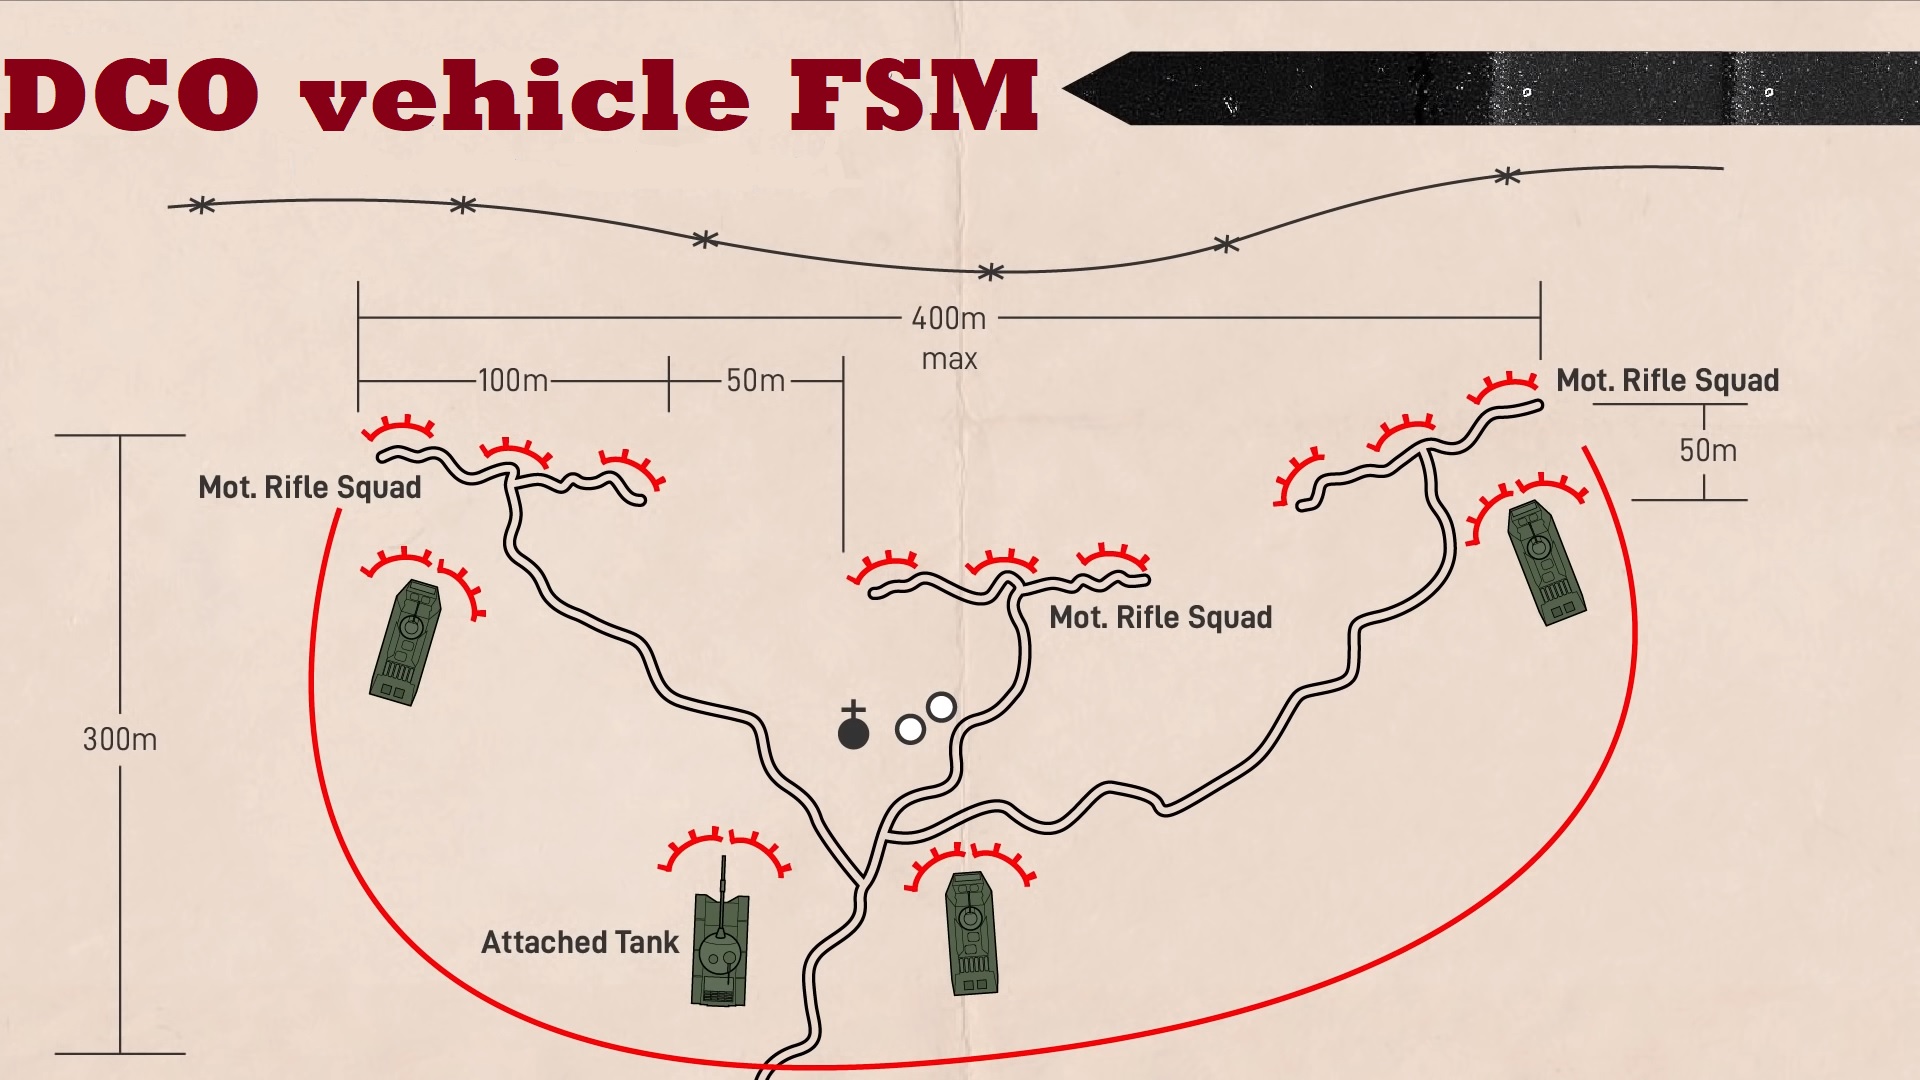 DCO vehicle FSM
400m
max
100m
50m
Mot. Rifle Squad
50m
Mot. Rifle Squad
Mot. Rifle Squad
300m
Attached Tank